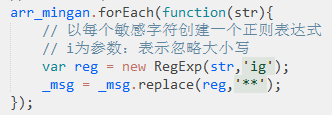 arr_mingan.forEach(function(str){
// 以每个敏感字符创建一个正则表达式
// i为参数：表示忽略大小写
var reg = new RegExp(str,'ig');
_msg = _msg.replace(reg,'**');
});